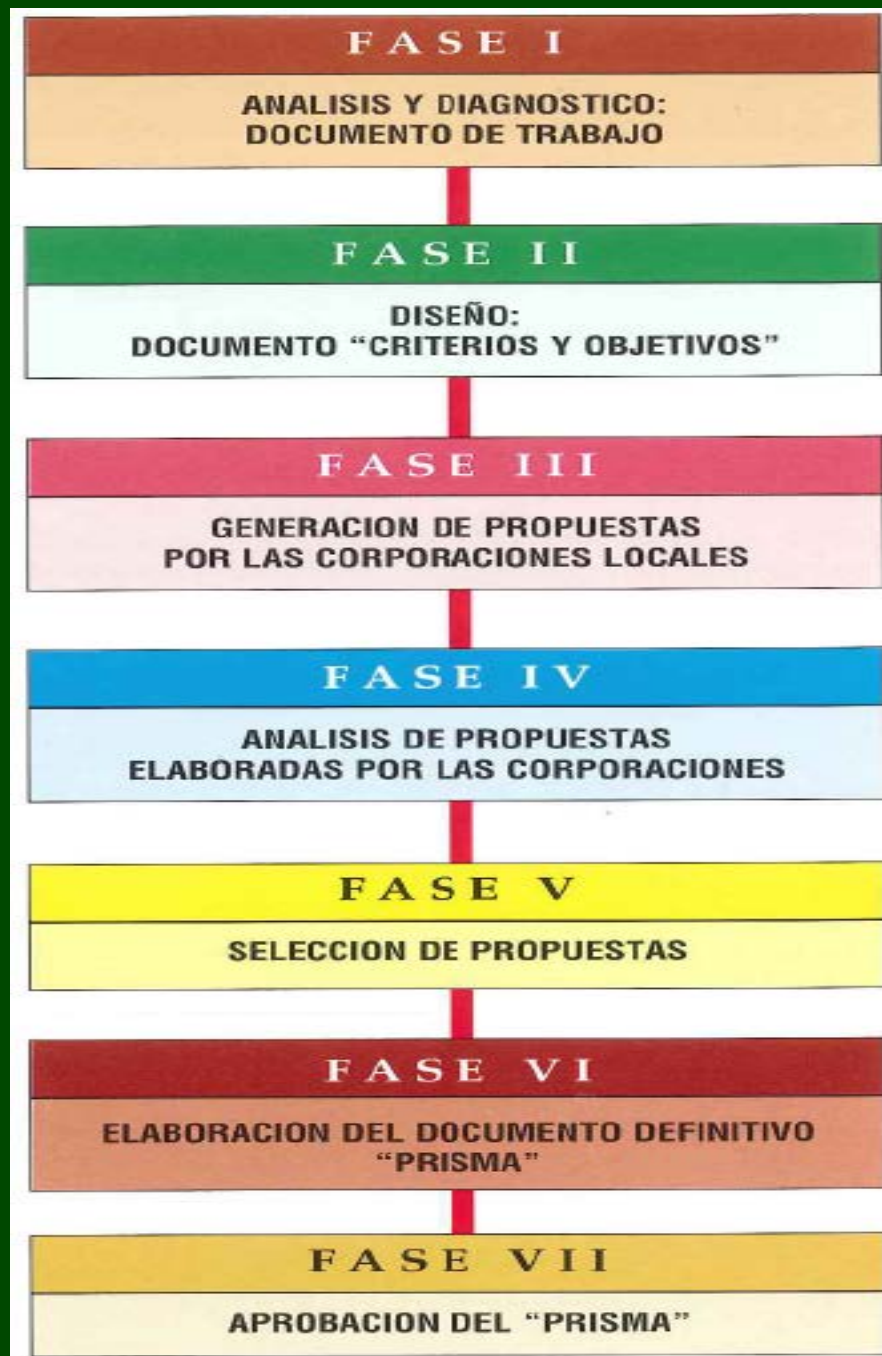 FASE I
ANALISIS Y DIAGNOSTICO:
DOCUMENTO DE TRABAJO
FASE II
DISEÑO:
DOCUMENTO “CRITERIOS Y OBJETIVOS”
FASE III
GENERACION DE PROPUESTAS
POR LAS CORPORACIONES LOCALES
FASE IV
ANALISIS DE PROPUESTAS
ELABORADAS POR LAS CORPORACIONES
FASE V
SELECCION DE PROPUESTAS
FASE VI
ELABORACION DEL DOCUMENTO DEFINITIVO
“PRISMA”
FASE VII
APROBACION DEL “PRISMA”